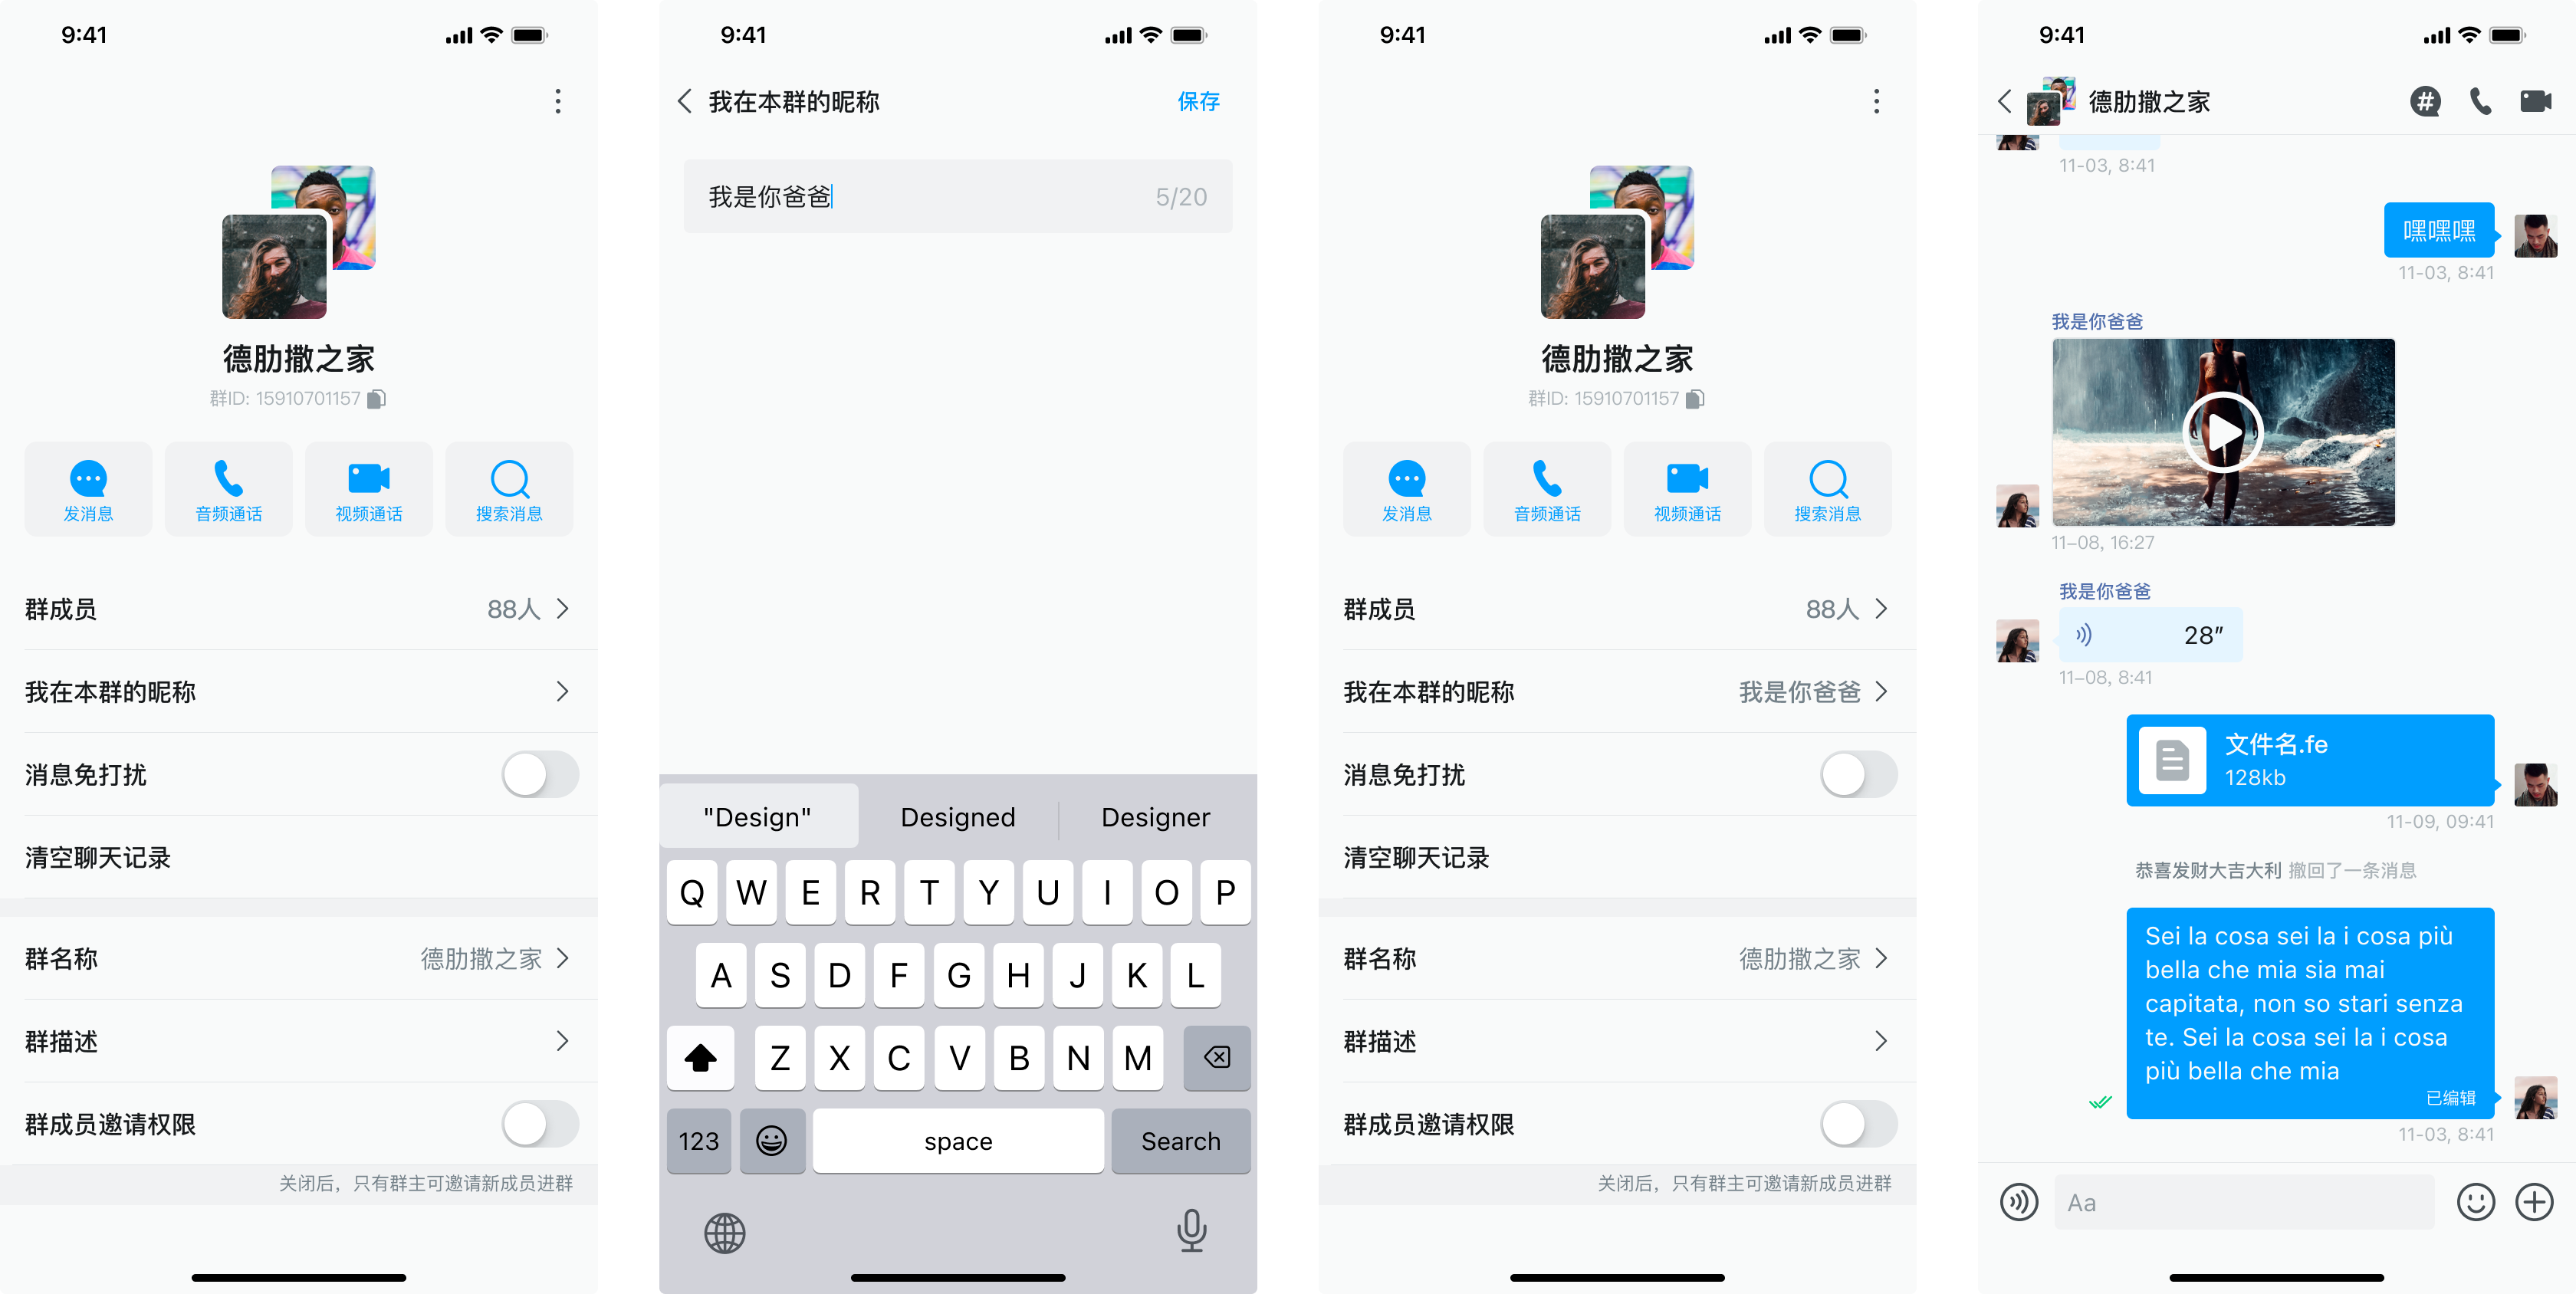 9:41
德肋撒之家
群ID: 15910701157
发消息
音频通话
视频通话
搜索消息
群成员 88人
我在本群的昵称
消息免打扰
清空聊天记录
群名称 德肋撒之家
群描述
群成员邀请权限
关闭后，只有群主可邀请新成员进群
9:41
我在本群的昵称 保存
我是你爸爸 5/20
"Design" Designed Designer
Q W E R T Y U I O P
A S D F G H J K L
Z X C V B N M
123 space Search
9:41
德肋撒之家
群ID: 15910701157
发消息
音频通话
视频通话
搜索消息
群成员 88人
我在本群的昵称 我是你爸爸
消息免打扰
清空聊天记录
群名称 德肋撒之家
群描述
群成员邀请权限
关闭后，只有群主可邀请新成员进群
9:41
德肋撒之家 #
11-03, 8:41
嘿嘿嘿
11-03, 8:41
我是你爸爸
11–08, 16:27
我是你爸爸
28″
11–08, 8:41
文件名.fe
128kb
11-09, 09:41
恭喜发财大吉大利 撤回了一条消息
Sei la cosa sei la i cosa più
bella che mia sia mai
capitata, non so stari senza
te. Sei la cosa sei la i cosa
più bella che mia
已编辑
11-03, 8:41
Aa